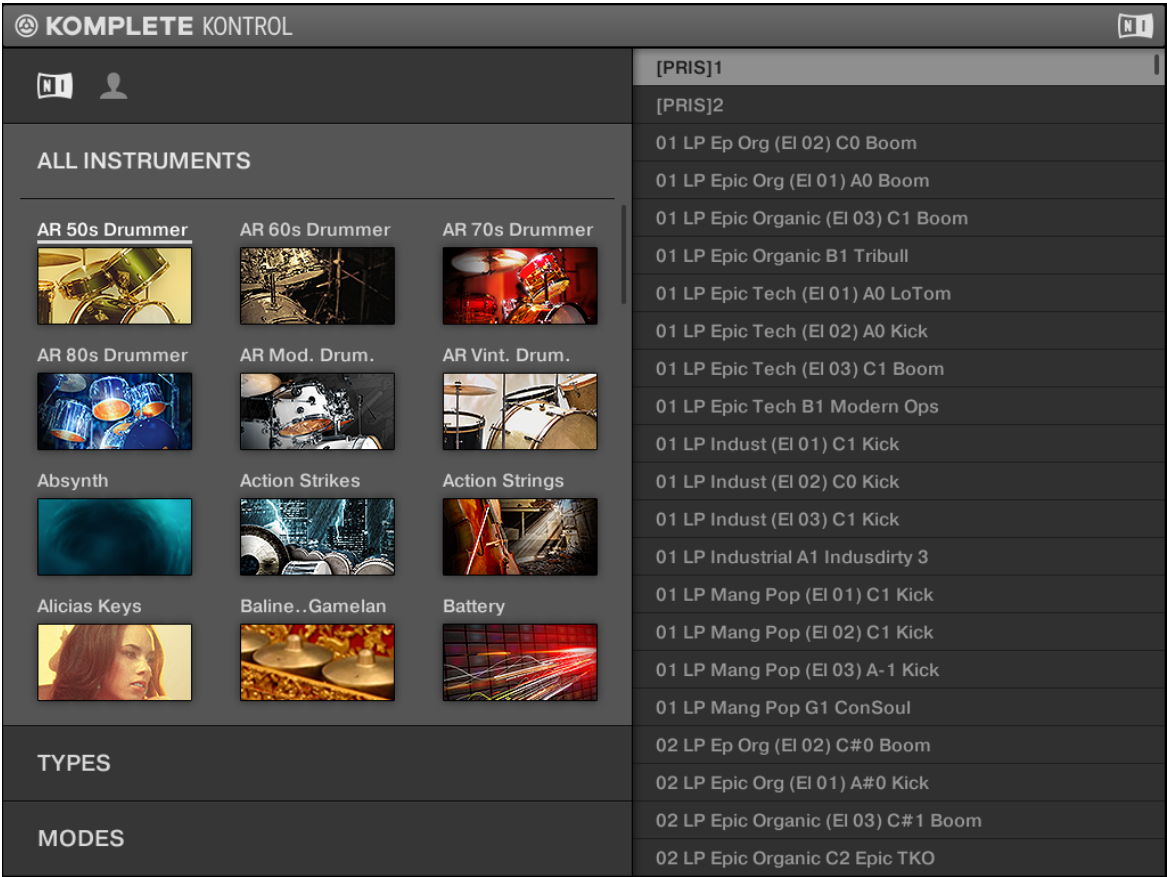 KOMPLETE KONTROL
NI
NI
ALL INSTRUMENTS
AR 50s Drummer
AR 60s Drummer
AR 70s Drummer
AR 80s Drummer
AR Mod. Drum.
AR Vint. Drum.
Absynth
Action Strikes
Action Strings
Alicias Keys
Baline..Gamelan
Battery
TYPES
MODES
[PRIS]1
[PRIS]2
01 LP Ep Org (El 02) C0 Boom
01 LP Epic Org (El 01) A0 Boom
01 LP Epic Organic (El 03) C1 Boom
01 LP Epic Organic B1 Tribull
01 LP Epic Tech (El 01) A0 LoTom
01 LP Epic Tech (El 02) A0 Kick
01 LP Epic Tech (El 03) C1 Boom
01 LP Epic Tech B1 Modern Ops
01 LP Indust (El 01) C1 Kick
01 LP Indust (El 02) C0 Kick
01 LP Indust (El 03) C1 Kick
01 LP Industrial A1 Indusdirty 3
01 LP Mang Pop (El 01) C1 Kick
01 LP Mang Pop (El 02) C1 Kick
01 LP Mang Pop (El 03) A-1 Kick
01 LP Mang Pop G1 ConSoul
02 LP Ep Org (El 02) C#0 Boom
02 LP Epic Org (El 01) A#0 Kick
02 LP Epic Organic (El 03) C#1 Boom
02 LP Epic Organic C2 Epic TKO